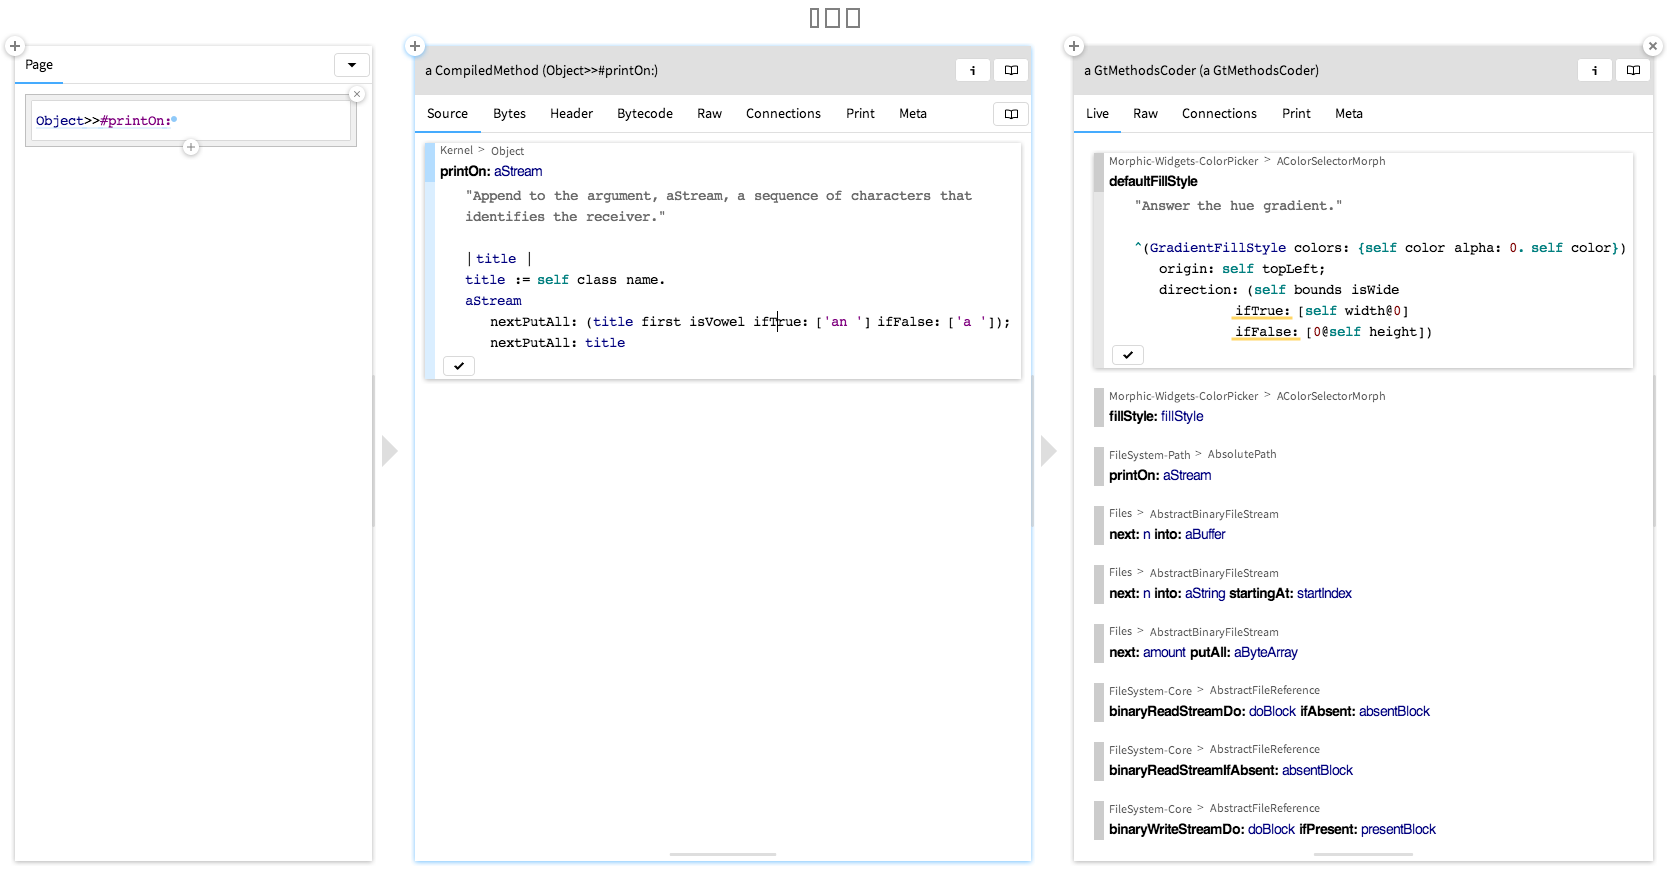 Page
Object>>#printOn:
a CompiledMethod (Object>>#printOn:)
i
Source Bytes Header Bytecode Raw Connections Print Meta
Kernel > Object
printOn: aStream
"Append to the argument, aStream, a sequence of characters that
identifies the receiver."
| title |
title := self class name.
aStream
nextPutAll: (title first isVowel ifTrue: ['an '] ifFalse: ['a ']);
nextPutAll: title
a GtMethodsCoder (a GtMethodsCoder)
i
Live Raw Connections Print Meta
Morphic-Widgets-ColorPicker > AColorSelectorMorph
defaultFillStyle
"Answer the hue gradient."
^(GradientFillStyle colors: {self color alpha: 0. self color})
origin: self topLeft;
direction: (self bounds isWide
ifTrue: [self width@0]
ifFalse: [0@self height])
Morphic-Widgets-ColorPicker > AColorSelectorMorph
fillStyle: fillStyle
FileSystem-Path > AbsolutePath
printOn: aStream
Files > AbstractBinaryFileStream
next: n into: aBuffer
Files > AbstractBinaryFileStream
next: n into: aString startingAt: startIndex
Files > AbstractBinaryFileStream
next: amount putAll: aByteArray
FileSystem-Core > AbstractFileReference
binaryReadStreamDo: doBlock ifAbsent: absentBlock
FileSystem-Core > AbstractFileReference
binaryReadStreamIfAbsent: absentBlock
FileSystem-Core > AbstractFileReference
binaryWriteStreamDo: doBlock ifPresent: presentBlock